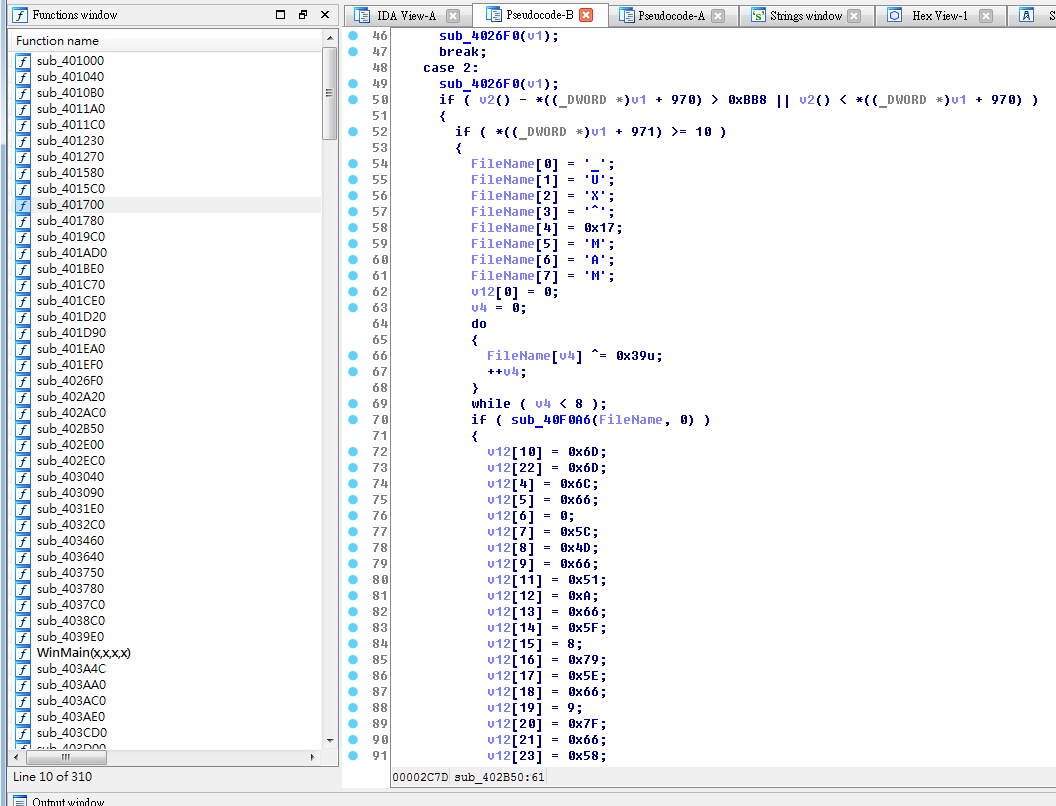 Functions window
IDA View-A
Pseudocode-B
Pseudocode-A
Strings window
Hex View-1
Function name
sub_401000
sub_401040
sub_4010B0
sub_4011A0
sub_4011C0
sub_401230
sub_401270
sub_401580
sub_4015C0
sub_401700
sub_401780
sub_4019C0
sub_401AD0
sub_401BE0
sub_401C70
sub_401CE0
sub_401D20
sub_401D90
sub_401EA0
sub_401EF0
sub_4026F0
sub_402A20
sub_402AC0
sub_402B50
sub_402E00
sub_402EC0
sub_403040
sub_403090
sub_4031E0
sub_4032C0
sub_403460
sub_403640
sub_403750
sub_403780
sub_4037C0
sub_4038C0
sub_4039E0
WinMain(x,x,x,x)
sub_403A4C
sub_403AA0
sub_403AC0
sub_403AE0
sub_403CD0
sub_403D00
Line 10 of 310
46 sub_4026F0(v1);
47 break;
48 case 2:
49 sub_4026F0(v1);
50 if ( v2() - *((_DWORD *)v1 + 970) > 0xBB8 || v2() < *((_DWORD *)v1 + 970) )
51 {
52 if ( *((_DWORD *)v1 + 971) >= 10 )
53 {
54 FileName[0] = '_';
55 FileName[1] = 'U';
56 FileName[2] = 'X';
57 FileName[3] = '^';
58 FileName[4] = 0x17;
59 FileName[5] = 'M';
60 FileName[6] = 'A';
61 FileName[7] = 'M';
62 v12[0] = 0;
63 v4 = 0;
64 do
65 {
66 FileName[v4] ^= 0x39u;
67 ++v4;
68 }
69 while ( v4 < 8 );
70 if ( sub_40F0A6(FileName, 0) )
71 {
72 v12[10] = 0x6D;
73 v12[22] = 0x6D;
74 v12[4] = 0x6C;
75 v12[5] = 0x66;
76 v12[6] = 0;
77 v12[7] = 0x5C;
78 v12[8] = 0x4D;
79 v12[9] = 0x66;
80 v12[11] = 0x51;
81 v12[12] = 0xA;
82 v12[13] = 0x66;
83 v12[14] = 0x5F;
84 v12[15] = 8;
85 v12[16] = 0x79;
86 v12[17] = 0x5E;
87 v12[18] = 0x66;
88 v12[19] = 9;
89 v12[20] = 0x7F;
90 v12[21] = 0x66;
91 v12[23] = 0x58;
00002C7D sub_402B50:61
Output window